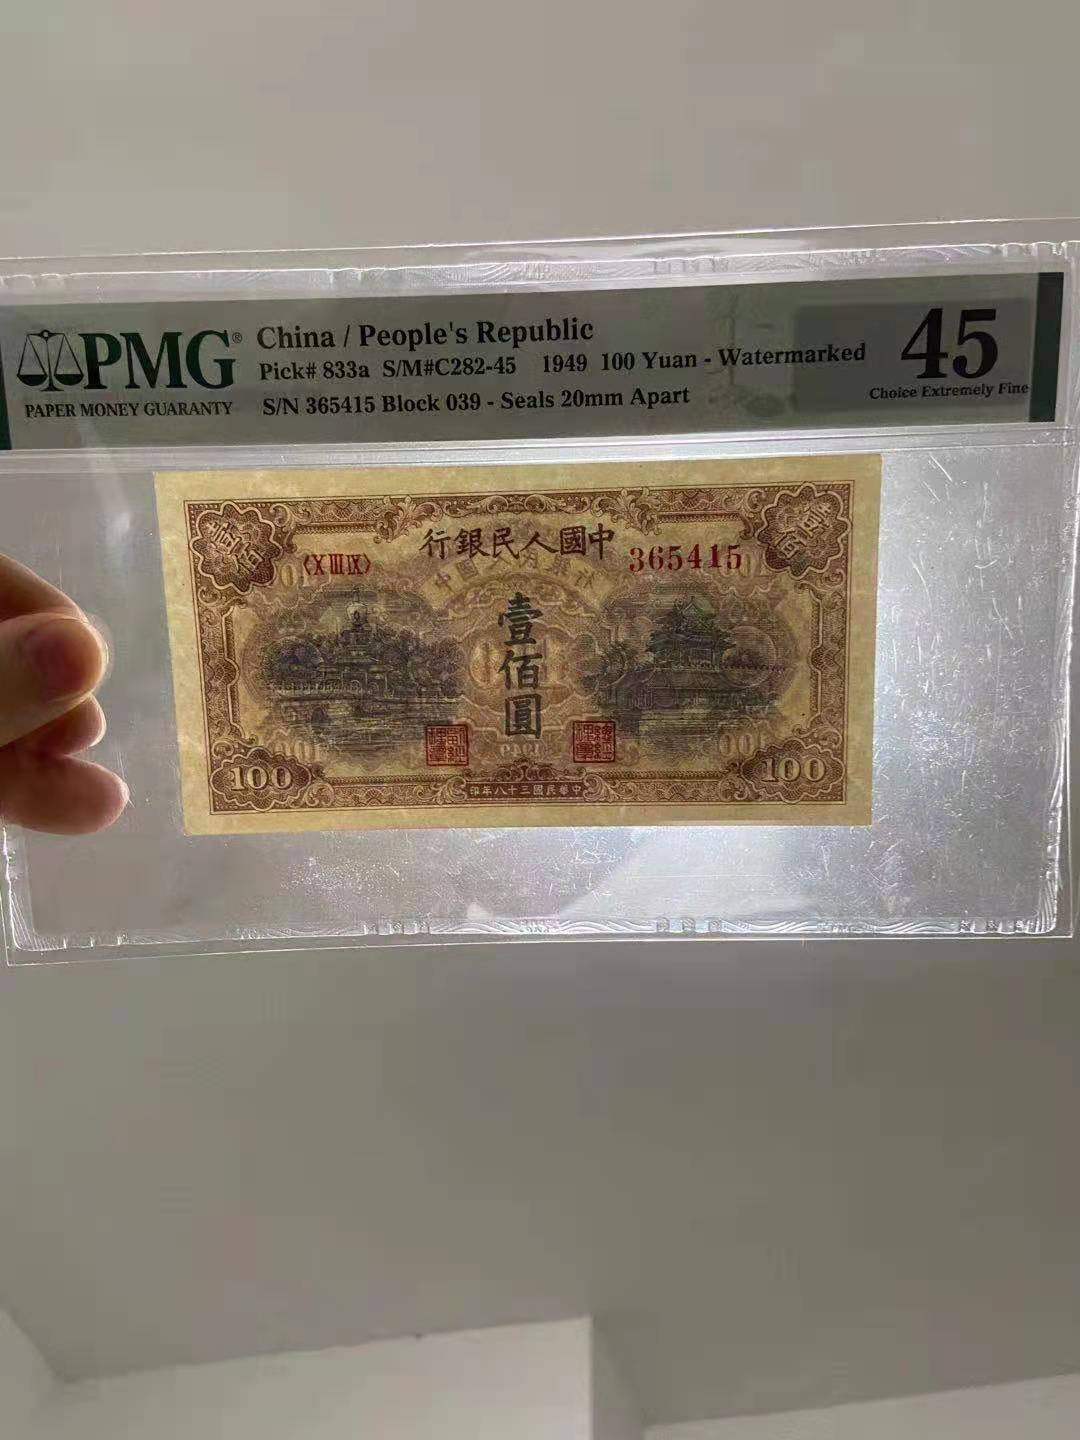 PMG®
PAPER MONEY GUARANTY
China / People's Republic
Pick# 833a S/M#C282-45 1949 100 Yuan - Watermarked
S/N 365415 Block 039 - Seals 20mm Apart
45
Choice Extremely Fine
壹佰
行銀民人國中
壹佰
〈X III IX〉
365415
壹佰圓
100
印年八十三國民華中
100